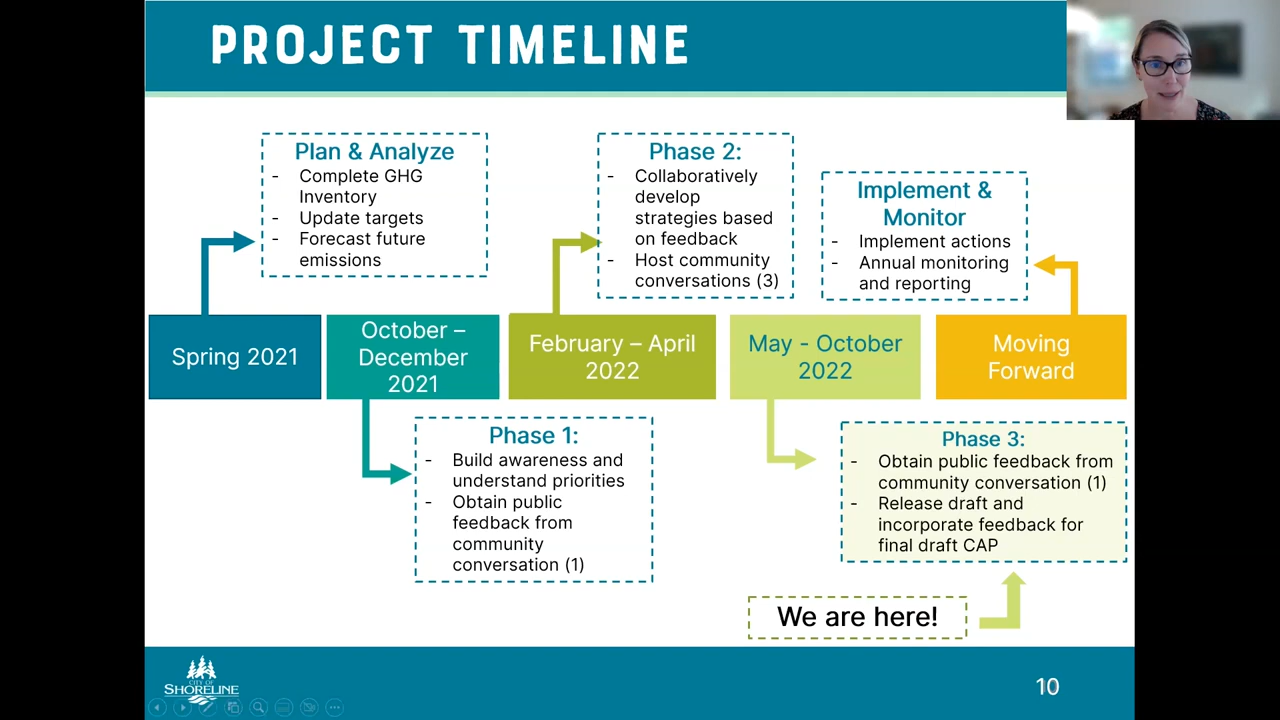 PROJECT TIMELINE
Plan & Analyze
- Complete GHG
Inventory
- Update targets
- Forecast future
emissions
Phase 2:
- Collaboratively
develop
strategies based
on feedback
- Host community
conversations (3)
Implement &
Monitor
- Implement actions
- Annual monitoring
and reporting
Spring 2021
October –
December
2021
February – April
2022
May - October
2022
Moving
Forward
Phase 1:
- Build awareness and
understand priorities
- Obtain public
feedback from
community
conversation (1)
Phase 3:
- Obtain public feedback from
community conversation (1)
- Release draft and
incorporate feedback for
final draft CAP
We are here!
CITY OF
SHORELINE
10